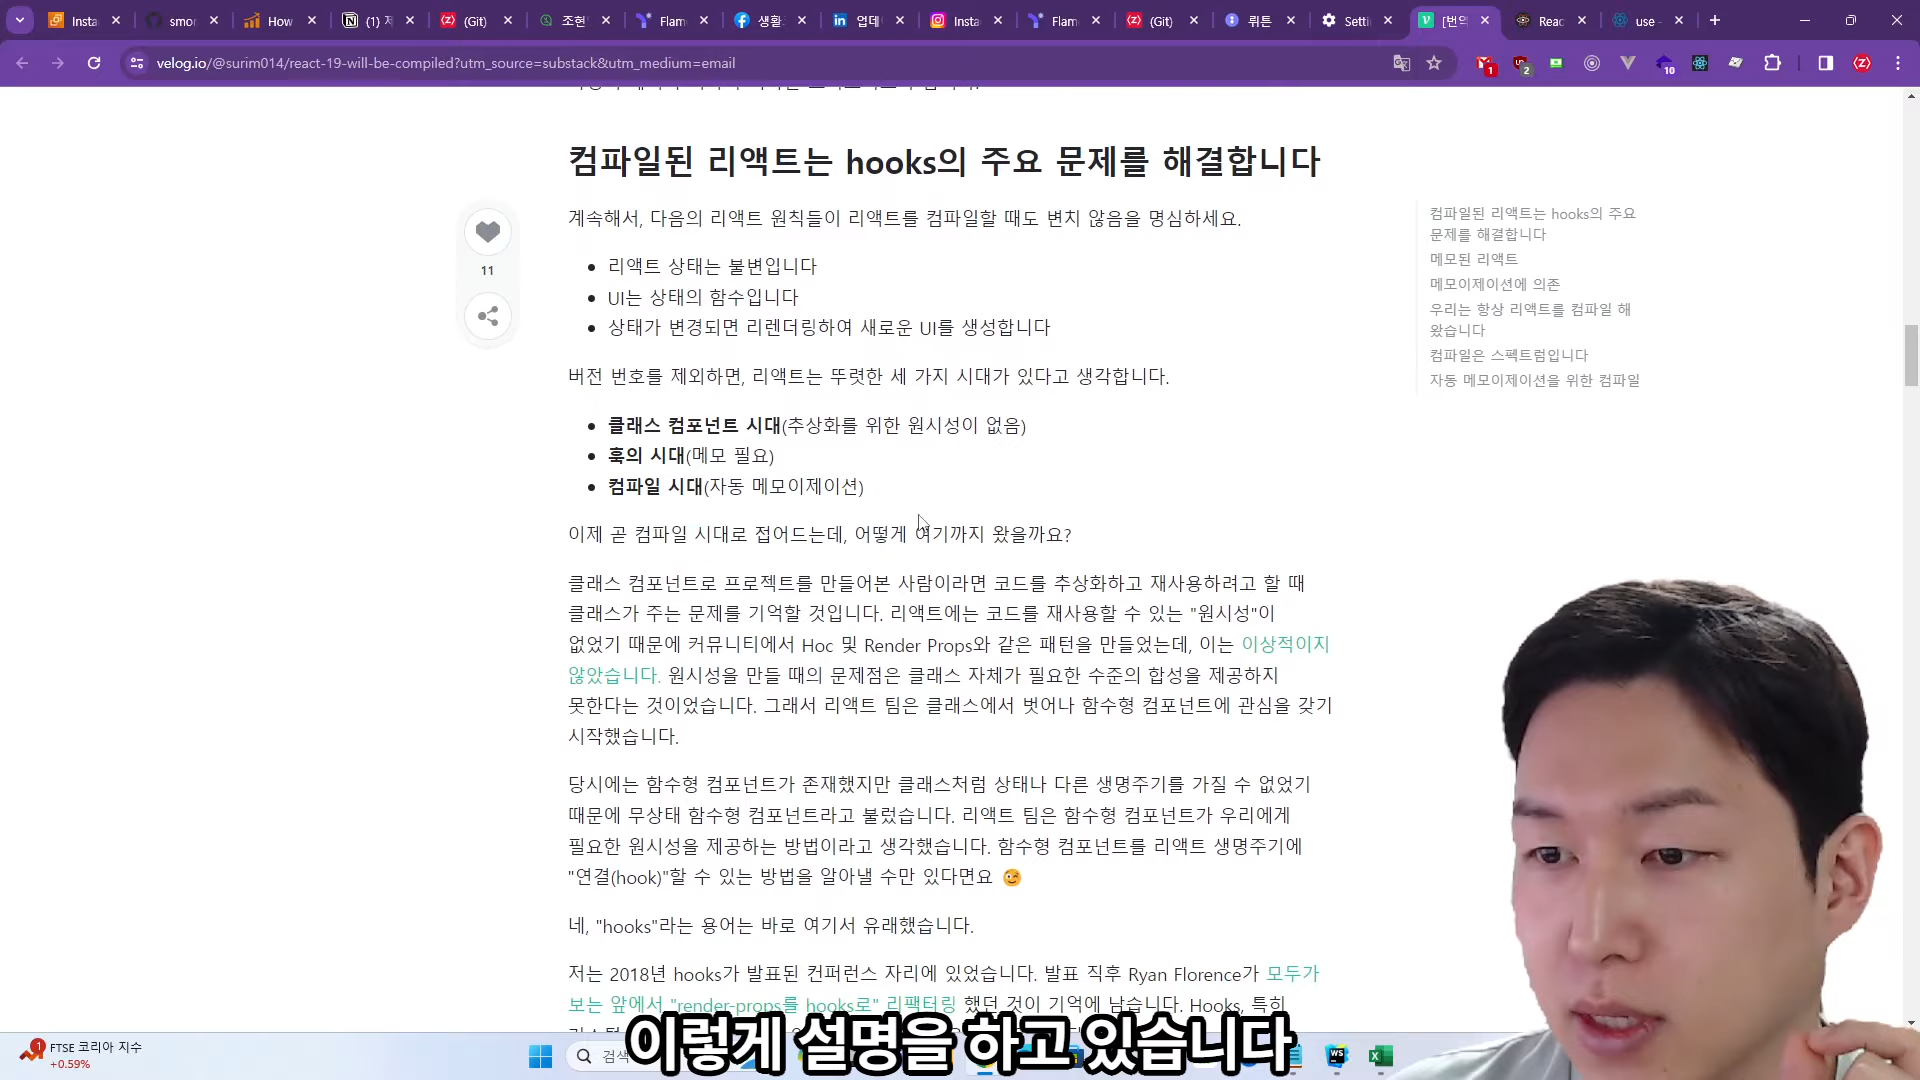 Insta
smor
How
(1) 제
(Git)
조현
Flam
생활
업데
Insta
Flam
(Git)
뤼튼
Setti
[번역
Reac
use -
velog.io/@surim014/react-19-will-be-compiled?utm_source=substack&utm_medium=email
1
2
10
컴파일된 리액트는 hooks의 주요 문제를 해결합니다
계속해서, 다음의 리액트 원칙들이 리액트를 컴파일할 때도 변치 않음을 명심하세요.
11
리액트 상태는 불변입니다
UI는 상태의 함수입니다
상태가 변경되면 리렌더링하여 새로운 UI를 생성합니다
버전 번호를 제외하면, 리액트는 뚜렷한 세 가지 시대가 있다고 생각합니다.
클래스 컴포넌트 시대(추상화를 위한 원시성이 없음)
훅의 시대(메모 필요)
컴파일 시대(자동 메모이제이션)
이제 곧 컴파일 시대로 접어드는데, 어떻게 여기까지 왔을까요?
클래스 컴포넌트로 프로젝트를 만들어본 사람이라면 코드를 추상화하고 재사용하려고 할 때
클래스가 주는 문제를 기억할 것입니다. 리액트에는 코드를 재사용할 수 있는 "원시성"이
없었기 때문에 커뮤니티에서 Hoc 및 Render Props와 같은 패턴을 만들었는데, 이는 이상적이지
않았습니다. 원시성을 만들 때의 문제점은 클래스 자체가 필요한 수준의 합성을 제공하지
못한다는 것이었습니다. 그래서 리액트 팀은 클래스에서 벗어나 함수형 컴포넌트에 관심을 갖기
시작했습니다.
당시에는 함수형 컴포넌트가 존재했지만 클래스처럼 상태나 다른 생명주기를 가질 수 없었기
때문에 무상태 함수형 컴포넌트라고 불렀습니다. 리액트 팀은 함수형 컴포넌트가 우리에게
필요한 원시성을 제공하는 방법이라고 생각했습니다. 함수형 컴포넌트를 리액트 생명주기에
"연결(hook)"할 수 있는 방법을 알아낼 수만 있다면요 😉
네, "hooks"라는 용어는 바로 여기서 유래했습니다.
저는 2018년 hooks가 발표된 컨퍼런스 자리에 있었습니다. 발표 직후 Ryan Florence가 모두가
보는 앞에서 "render-props를 hooks로" 리팩터링 했던 것이 기억에 남습니다. Hooks, 특히
컴파일된 리액트는 hooks의 주요
문제를 해결합니다
메모된 리액트
메모이제이션에 의존
우리는 항상 리액트를 컴파일 해
왔습니다
컴파일은 스펙트럼입니다
자동 메모이제이션을 위한 컴파일
이렇게 설명을 하고 있습니다
1
FTSE 코리아 지수
+0.59%
WS